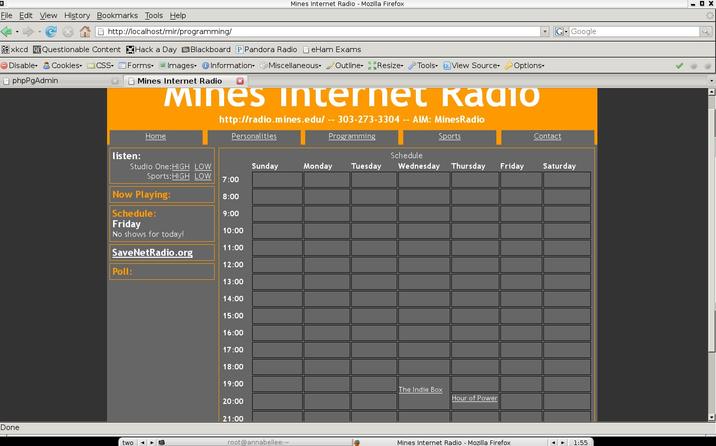 Mines Internet Radio - Mozilla Firefox
File Edit View History Bookmarks Tools Help
http://localhost/mir/programming/
Google
xkcd Questionable Content Hack a Day Blackboard Pandora Radio eHam Exams
Disable Cookies CSS Forms Images Information Miscellaneous Outline Resize Tools View Source Options
phpPgAdmin Mines Internet Radio
Mines Internet Radio
http://radio.mines.edu/ -- 303-273-3304 -- AIM: MinesRadio
Home Personalities Programming Sports Contact
listen:
Studio One:HIGH LOW
Sports:HIGH LOW
Now Playing:
Schedule:
Friday
No shows for today!
SaveNetRadio.org
Poll:
Schedule
Sunday Monday Tuesday Wednesday Thursday Friday Saturday
7:00
8:00
9:00
10:00
11:00
12:00
13:00
14:00
15:00
16:00
17:00
18:00
19:00
The Indie Box
20:00
Hour of Power
21:00
Done
two
root@annabellee:~
Mines Internet Radio - Mozilla Firefox
1:55